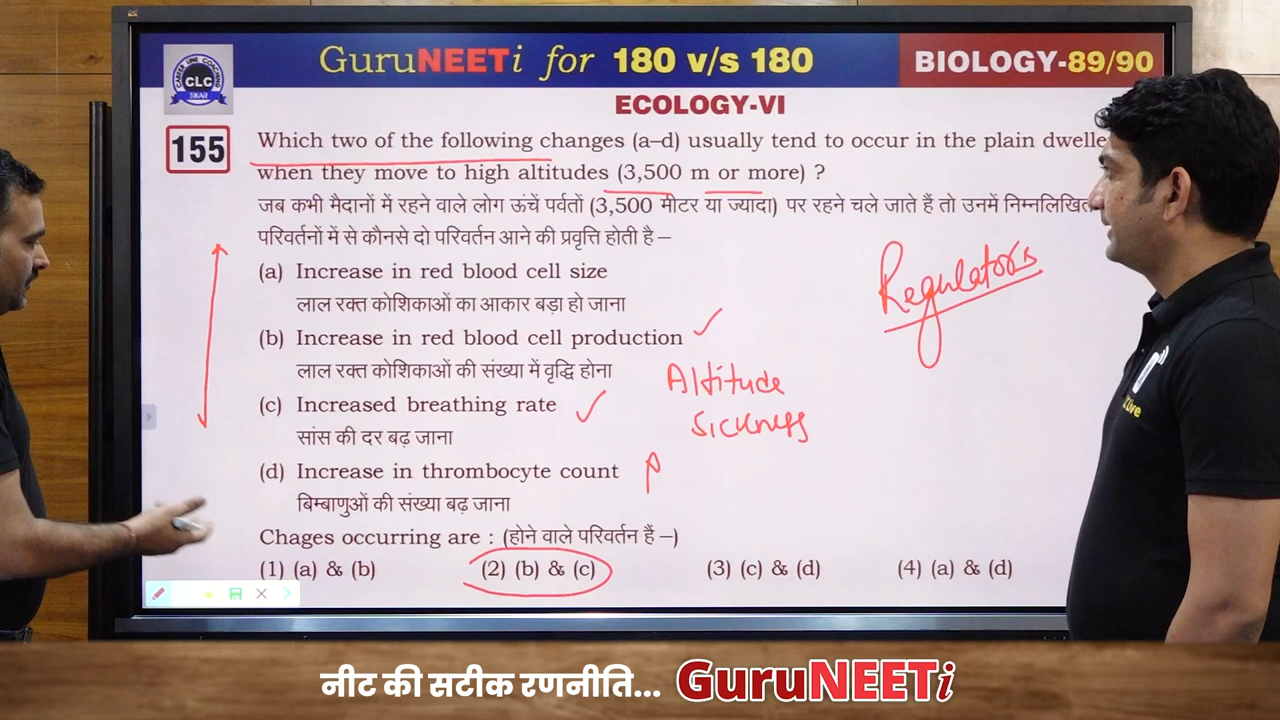 GuruNEETi for 180 v/s 180
BIOLOGY-89/90
CAREER LINE COACHING
CLC
SIKAR
ECOLOGY-VI
155
Which two of the following changes (a–d) usually tend to occur in the plain dwelle
when they move to high altitudes (3,500 m or more) ?
जब कभी मैदानों में रहने वाले लोग ऊंचें पर्वतों (3,500 मीटर या ज्यादा) पर रहने चले जाते हैं तो उनमें निम्नलिखित
परिवर्तनों में से कौनसे दो परिवर्तन आने की प्रवृत्ति होती है –
Regulators
(a) Increase in red blood cell size
लाल रक्त कोशिकाओं का आकार बड़ा हो जाना
(b) Increase in red blood cell production
लाल रक्त कोशिकाओं की संख्या में वृद्धि होना
Altitude
Sickness
(c) Increased breathing rate
सांस की दर बढ़ जाना
(d) Increase in thrombocyte count
बिम्बाणुओं की संख्या बढ़ जाना
Chages occurring are : (होने वाले परिवर्तन हैं –)
(1) (a) & (b) (2) (b) & (c) (3) (c) & (d) (4) (a) & (d)
नीट की सटीक रणनीति... GuruNEETi